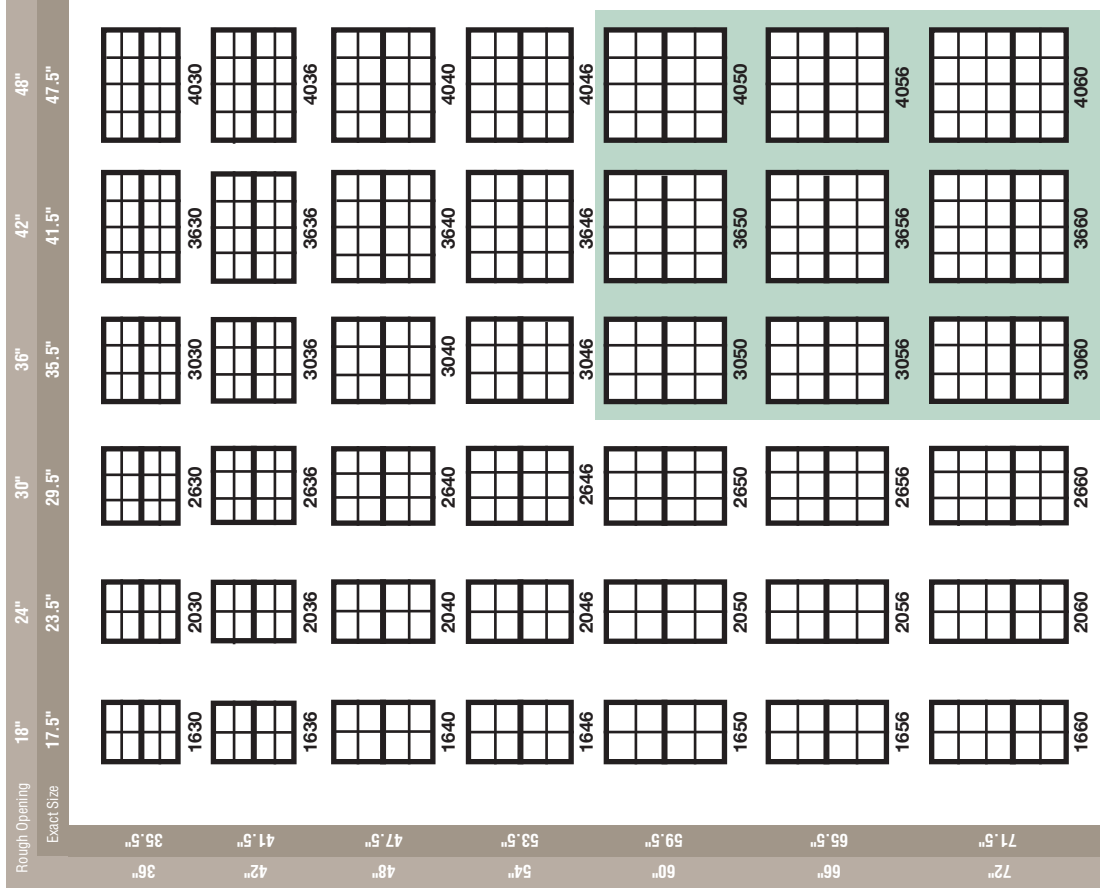 Rough Opening 18" 24" 30" 36" 42" 48"
Exact Size 17.5" 23.5" 29.5" 35.5" 41.5" 47.5"
4030 4036 4040 4046 4050 4056 4060
3630 3636 3640 3646 3650 3656 3660
3030 3036 3040 3046 3050 3056 3060
2630 2636 2640 2646 2650 2656 2660
2030 2036 2040 2046 2050 2056 2060
1630 1636 1640 1646 1650 1656 1660
35.5" 41.5" 47.5" 53.5" 59.5" 65.5" 71.5"
36" 42" 48" 54" 60" 66" 72"